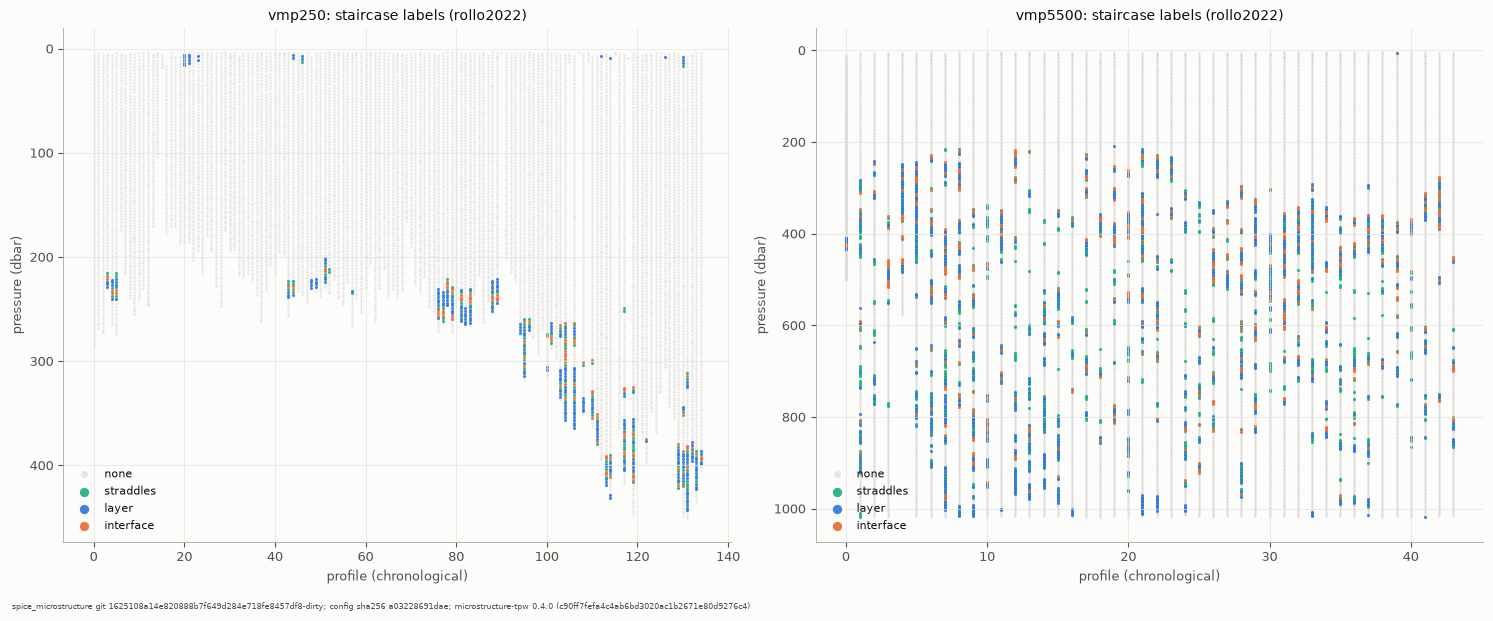 vmp250: staircase labels (rollo2022)
0
100
200
300
400
pressure (dbar)
none
straddles
layer
interface
0
20
40
60
80
100
120
140
profile (chronological)
vmp5500: staircase labels (rollo2022)
0
200
400
600
800
1000
pressure (dbar)
none
straddles
layer
interface
0
10
20
30
40
profile (chronological)
spice_microstructure git 1625108a14e820888b7f649d284e718fe8457df8-dirty; config sha256 a03228691dae; microstructure-tpw 0.4.0 (c90ff7fefa4c4ab6bd3020ac1b2671e80d9276c4)